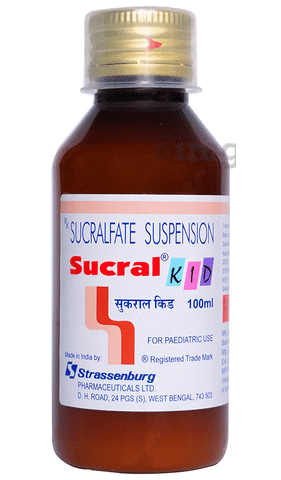 Rx SUCRALFATE SUSPENSION
Sucral® KID
सुकराल किड 100ml
FOR PAEDIATRIC USE
Made in India by: ® Registered Trade Mark
Strassenburg
PHARMACEUTICALS LTD.
D. H. ROAD, 24 PGS (S), WEST BENGAL, 743 503